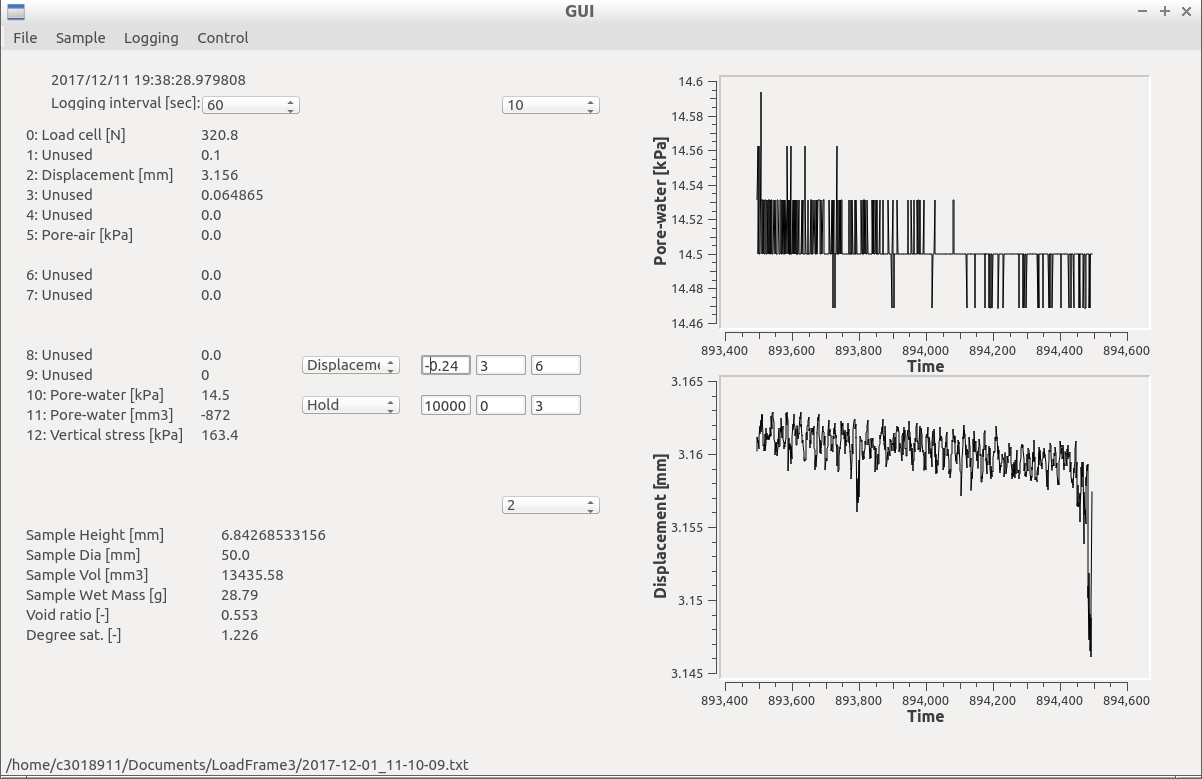 GUI
File Sample Logging Control
2017/12/11 19:38:28.979808
Logging interval [sec]: 60 10
0: Load cell [N] 320.8
1: Unused 0.1
2: Displacement [mm] 3.156
3: Unused 0.064865
4: Unused 0.0
5: Pore-air [kPa] 0.0
6: Unused 0.0
7: Unused 0.0
8: Unused 0.0 Displaceme -0.24 3 6
9: Unused 0
10: Pore-water [kPa] 14.5 Hold 10000 0 3
11: Pore-water [mm3] -872
12: Vertical stress [kPa] 163.4
2
Sample Height [mm] 6.84268533156
Sample Dia [mm] 50.0
Sample Vol [mm3] 13435.58
Sample Wet Mass [g] 28.79
Void ratio [-] 0.553
Degree sat. [-] 1.226
Pore-water [kPa]
14.6
14.58
14.56
14.54
14.52
14.5
14.48
14.46
893,400 893,600 893,800 894,000 894,200 894,400 894,600
Time
Displacement [mm]
3.165
3.16
3.155
3.15
3.145
893,400 893,600 893,800 894,000 894,200 894,400 894,600
Time
/home/c3018911/Documents/LoadFrame3/2017-12-01_11-10-09.txt